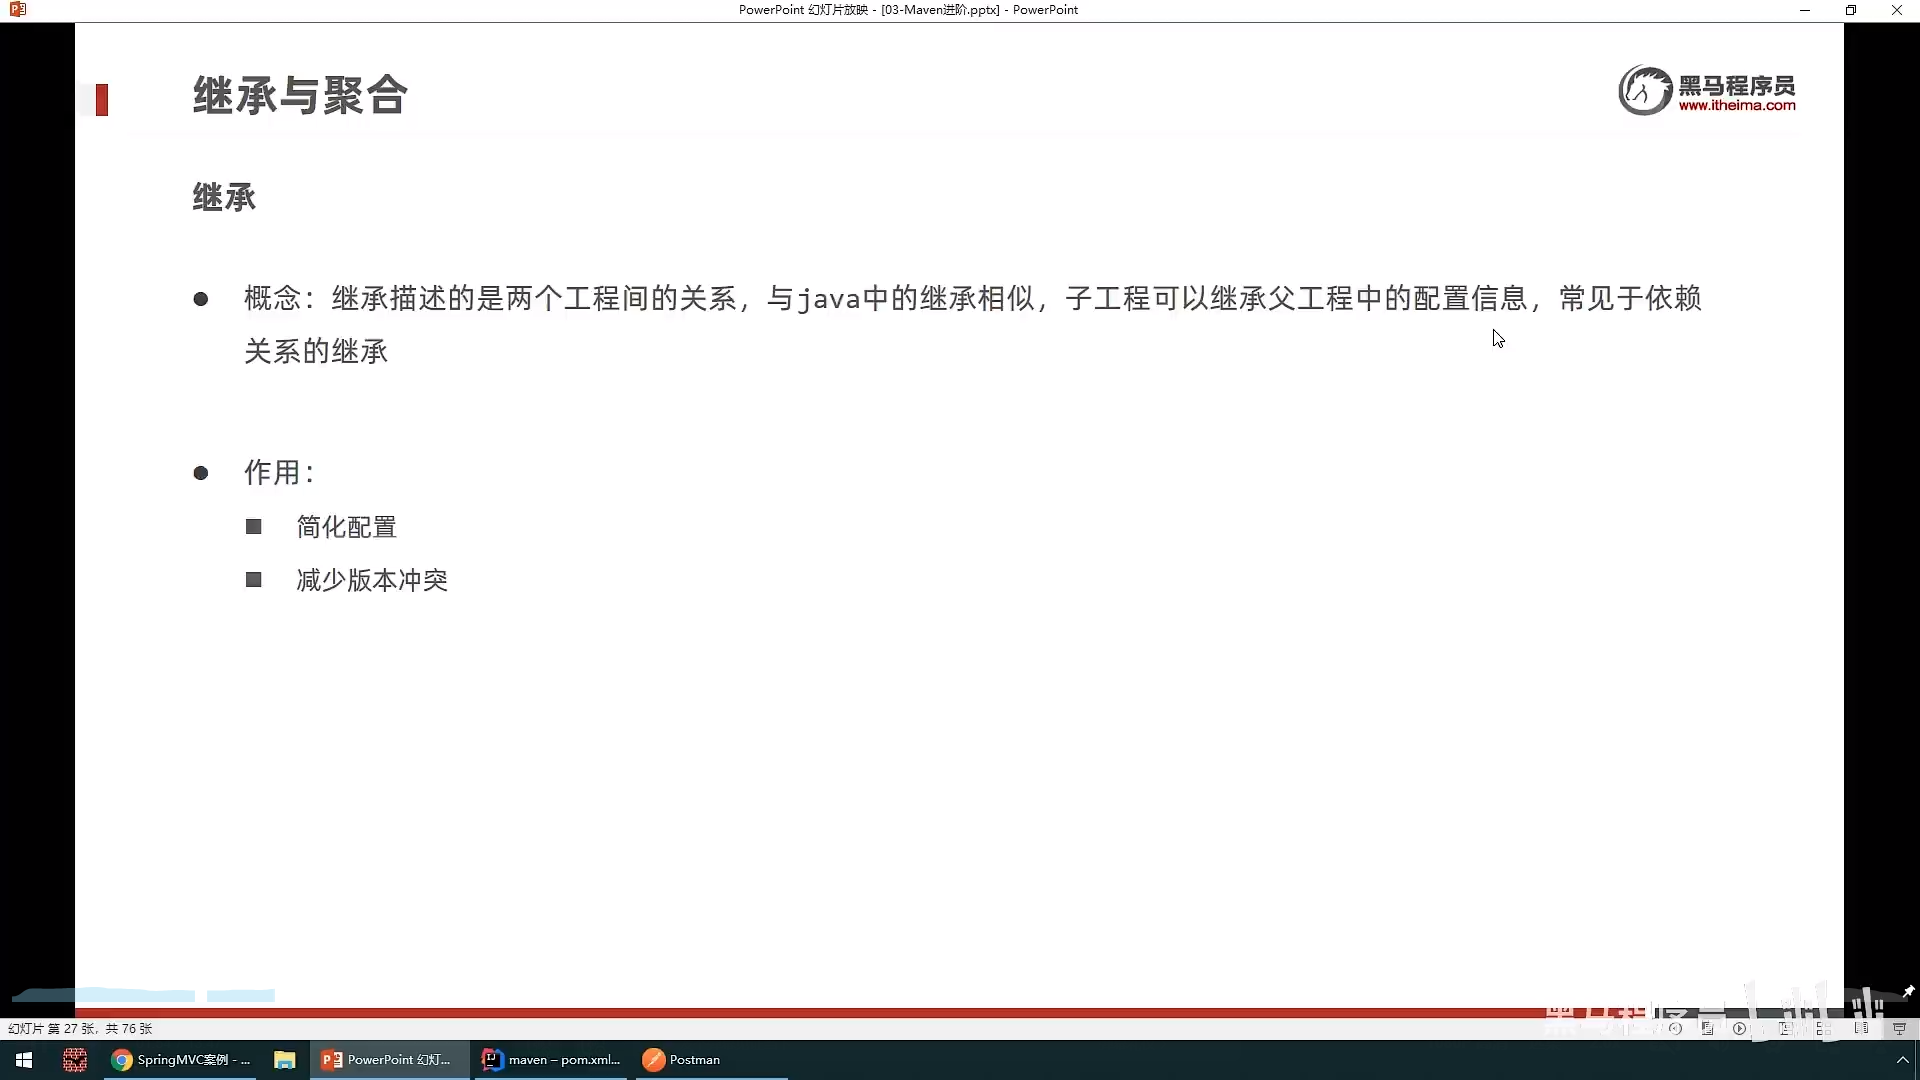 PowerPoint 幻灯片放映 - [03-Maven进阶.pptx] - PowerPoint
继承与聚合
黑马程序员
www.itheima.com
继承
概念：继承描述的是两个工程间的关系，与java中的继承相似，子工程可以继承父工程中的配置信息，常见于依赖
关系的继承
作用：
简化配置
减少版本冲突
幻灯片 第 27 张，共 76 张
SpringMVC案例 - ...
PowerPoint 幻灯...
maven – pom.xml...
Postman